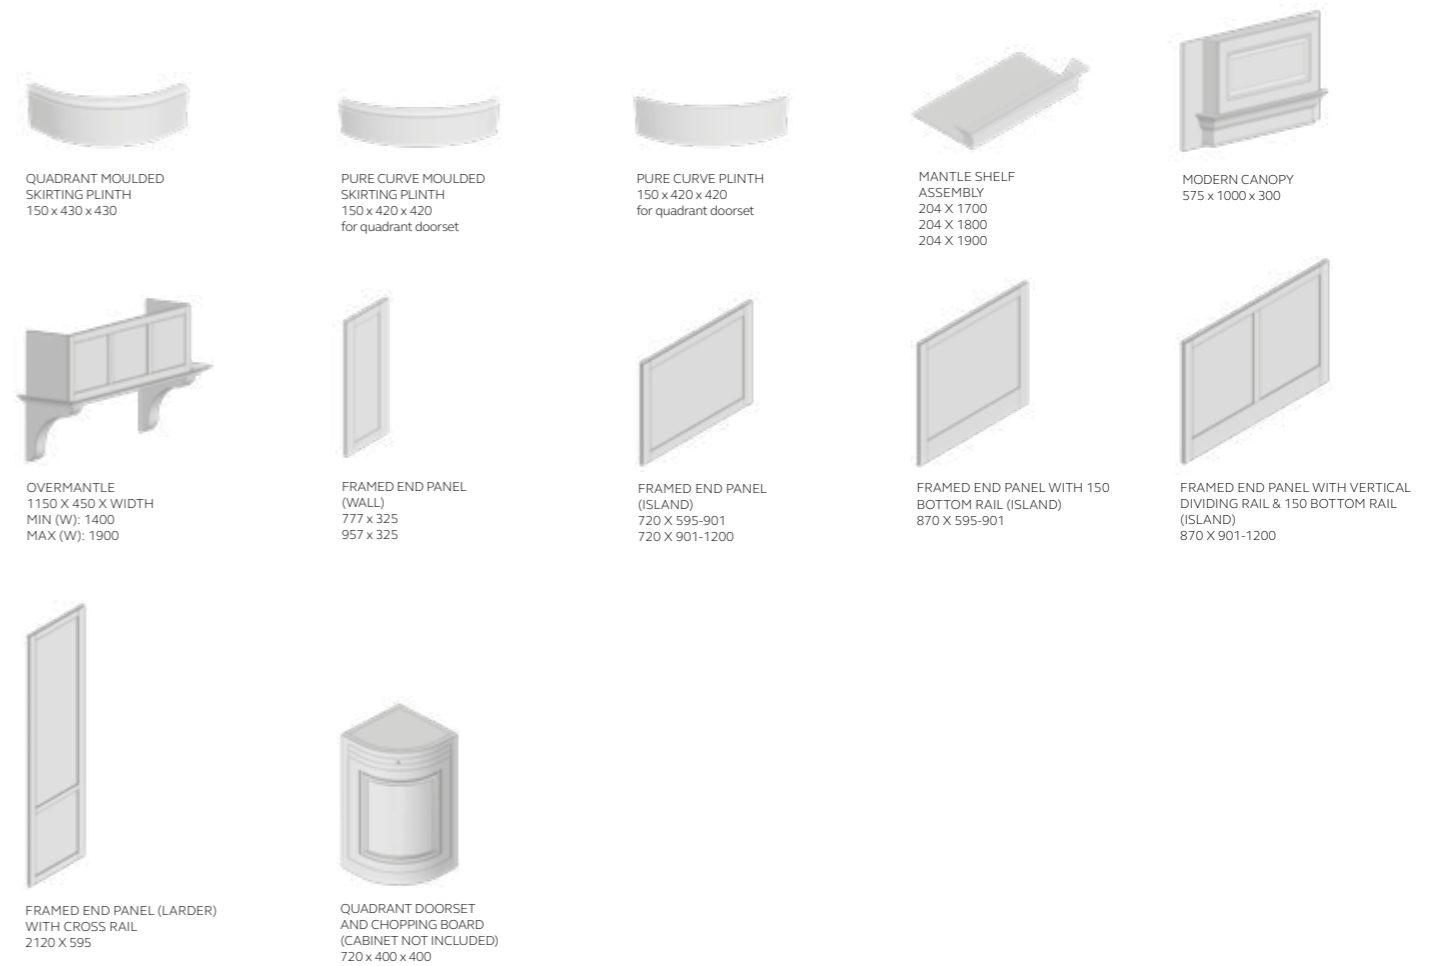 QUADRANT MOULDED
SKIRTING PLINTH
150 x 430 x 430
PURE CURVE MOULDED
SKIRTING PLINTH
150 x 420 x 420
for quadrant doorset
PURE CURVE PLINTH
150 x 420 x 420
for quadrant doorset
MANTLE SHELF
ASSEMBLY
204 X 1700
204 X 1800
204 X 1900
MODERN CANOPY
575 x 1000 x 300
OVERMANTLE
1150 X 450 X WIDTH
MIN (W): 1400
MAX (W): 1900
FRAMED END PANEL
(WALL)
777 x 325
957 x 325
FRAMED END PANEL
(ISLAND)
720 X 595-901
720 X 901-1200
FRAMED END PANEL WITH 150
BOTTOM RAIL (ISLAND)
870 X 595-901
FRAMED END PANEL WITH VERTICAL
DIVIDING RAIL & 150 BOTTOM RAIL
(ISLAND)
870 X 901-1200
FRAMED END PANEL (LARDER)
WITH CROSS RAIL
2120 X 595
QUADRANT DOORSET
AND CHOPPING BOARD
(CABINET NOT INCLUDED)
720 x 400 x 400